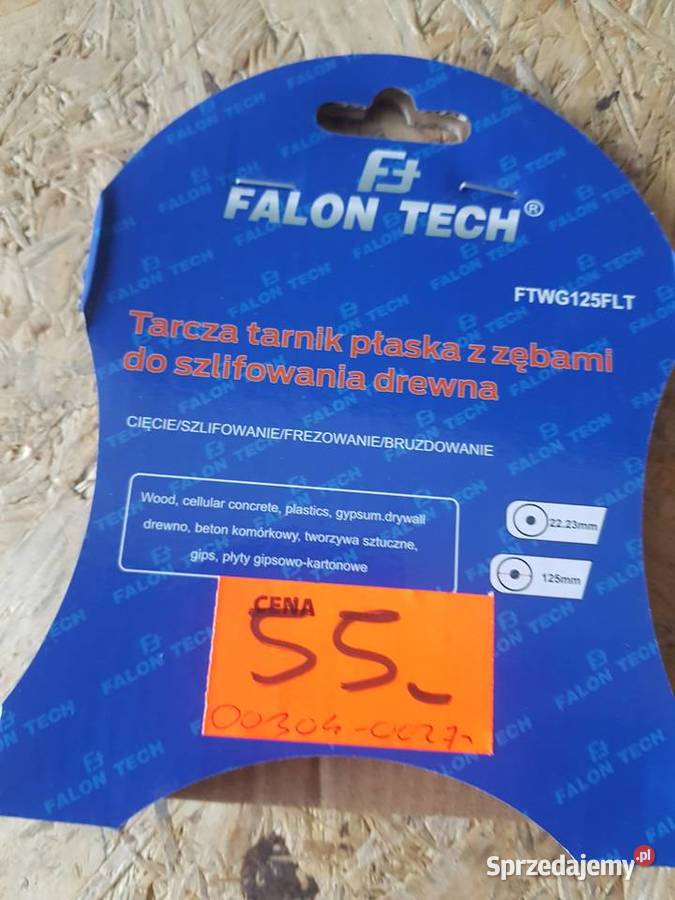 FALON TECH®
FTWG125FLT
Tarcza tarnik płaska z zębami
do szlifowania drewna
CIĘCIE/SZLIFOWANIE/FREZOWANIE/BRUZDOWANIE
Wood, cellular concrete, plastics, gypsum.drywall
drewno, beton komórkowy, tworzywa sztuczne,
gips, płyty gipsowo-kartonowe
22.23mm
125mm
CENA
55,-
00304-0027-
Sprzedajemy.pl